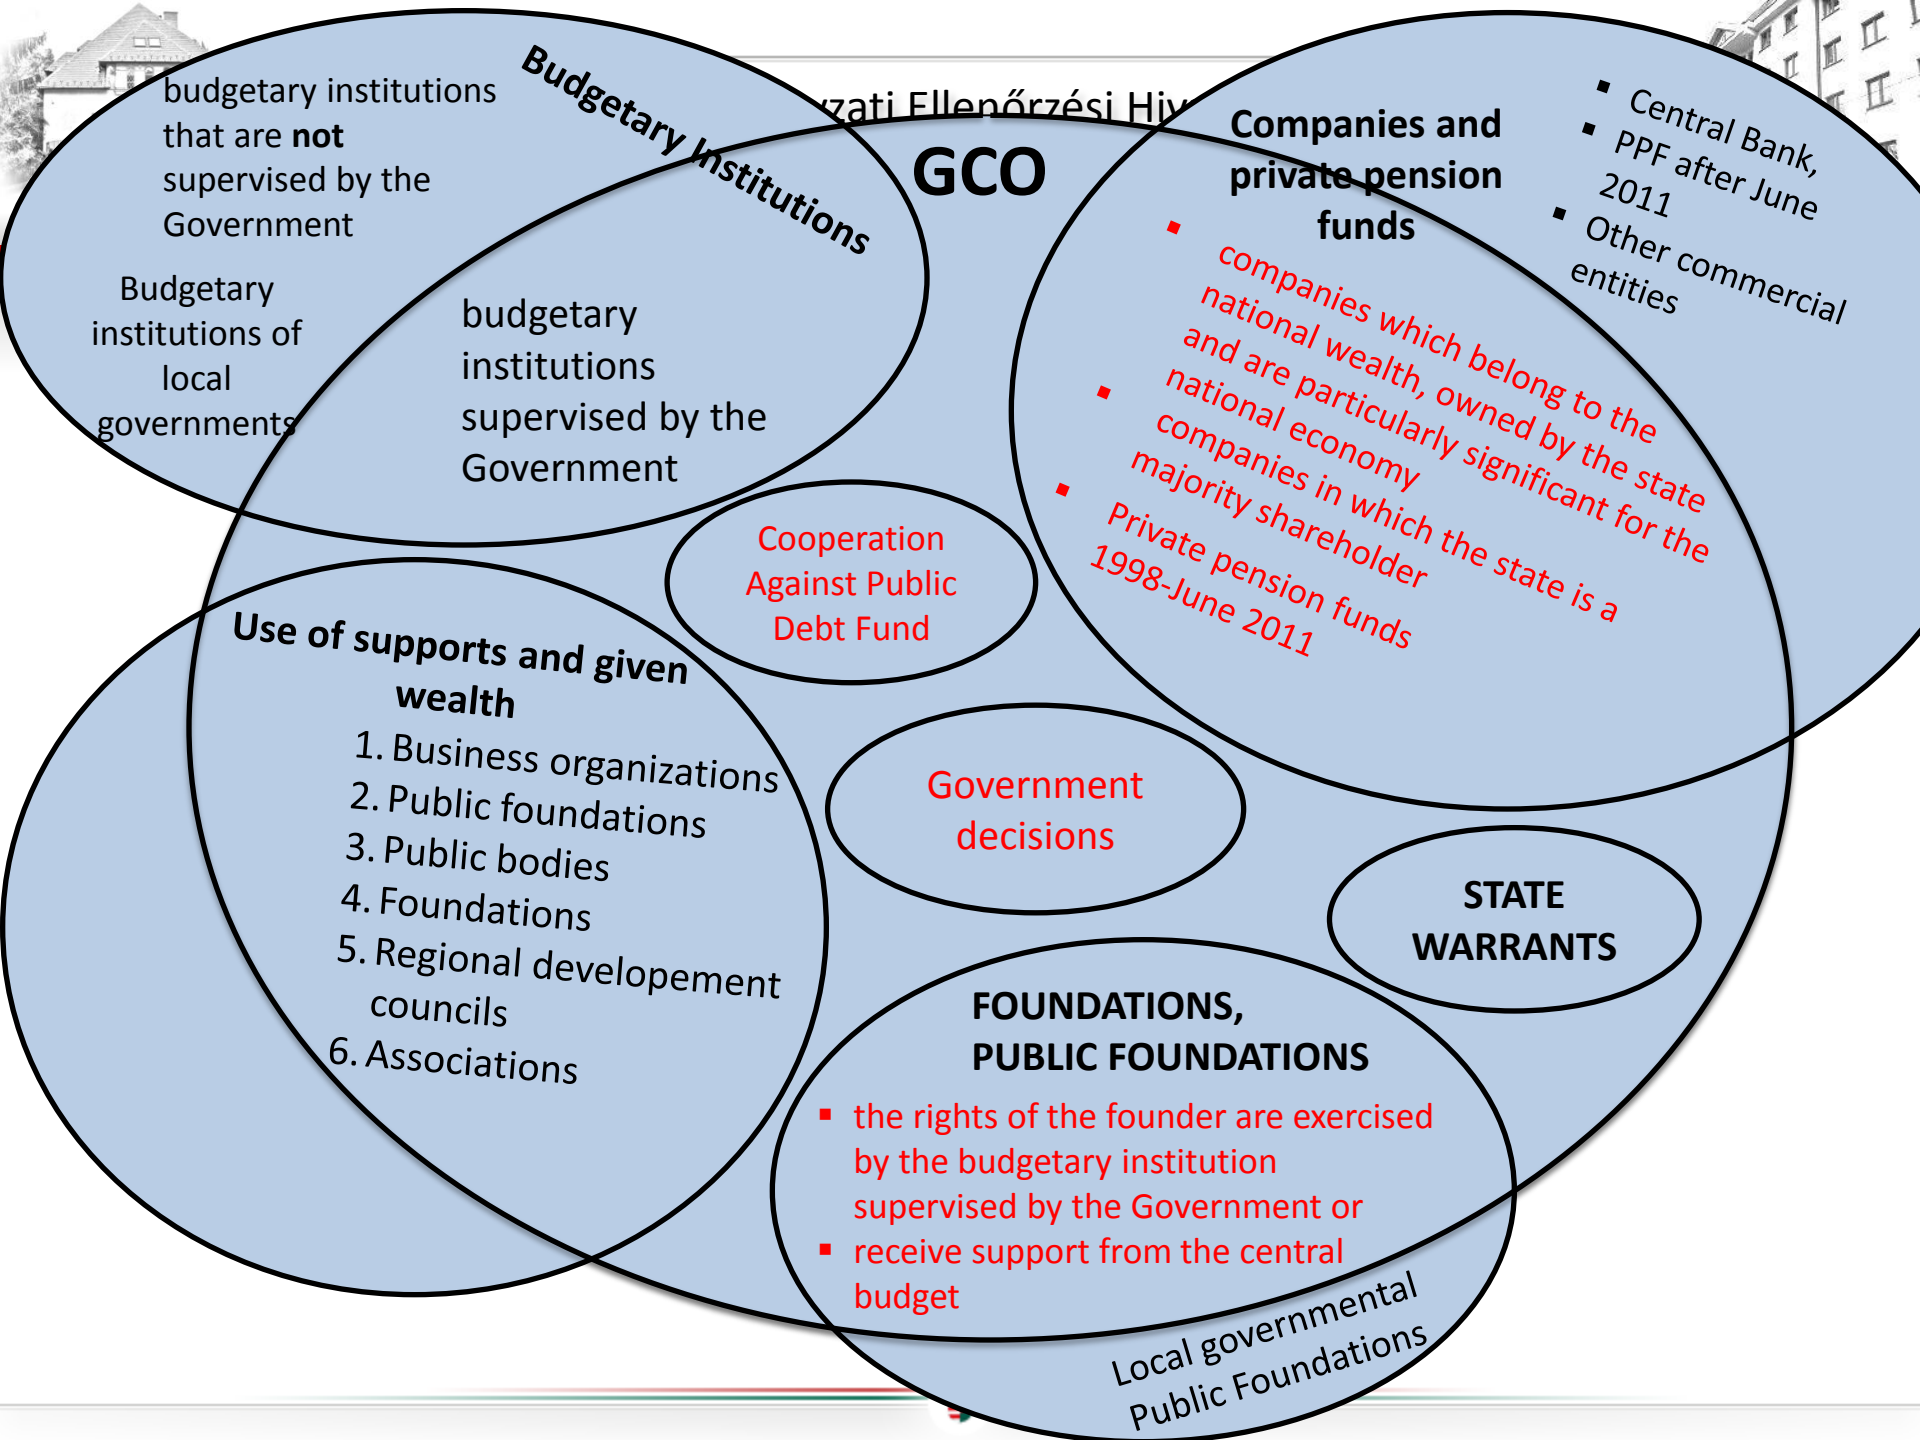 budgetary institutions
that are not
supervised by the
Government
Budgetary
institutions of
local
governments
Budgetary Institutions
budgetary
institutions
supervised by the
Government
Ellenőrzési
GCO
Companies and
private pension
funds
▪ Central Bank,
▪ PPF after June
2011
▪ Other commercial
entities
▪ companies which belong to the
national wealth, owned by the state
and are particularly significant for the
national economy
▪ companies in which the state is a
majority shareholder
▪ Private pension funds
1998-June 2011
Cooperation
Against Public
Debt Fund
Use of supports and given
wealth
1. Business organizations
2. Public foundations
3. Public bodies
4. Foundations
5. Regional developement
councils
6. Associations
Government
decisions
STATE
WARRANTS
FOUNDATIONS,
PUBLIC FOUNDATIONS
▪ the rights of the founder are exercised
by the budgetary institution
supervised by the Government or
▪ receive support from the central
budget
Local governmental
Public Foundations